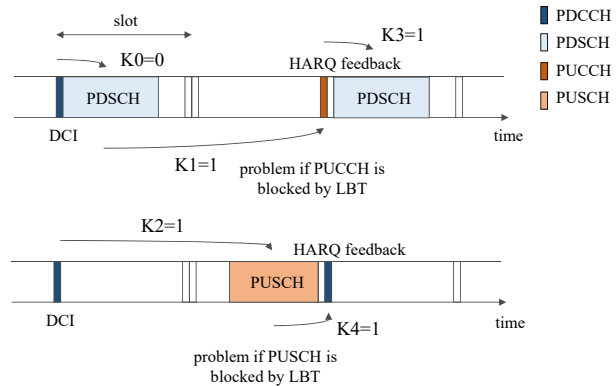 slot
K0=0
K3=1
HARQ feedback
PDSCH
PDSCH
DCI
time
K1=1
problem if PUCCH is
blocked by LBT
PDCCH
PDSCH
PUCCH
PUSCH
K2=1
HARQ feedback
PUSCH
DCI
time
K4=1
problem if PUSCH is
blocked by LBT